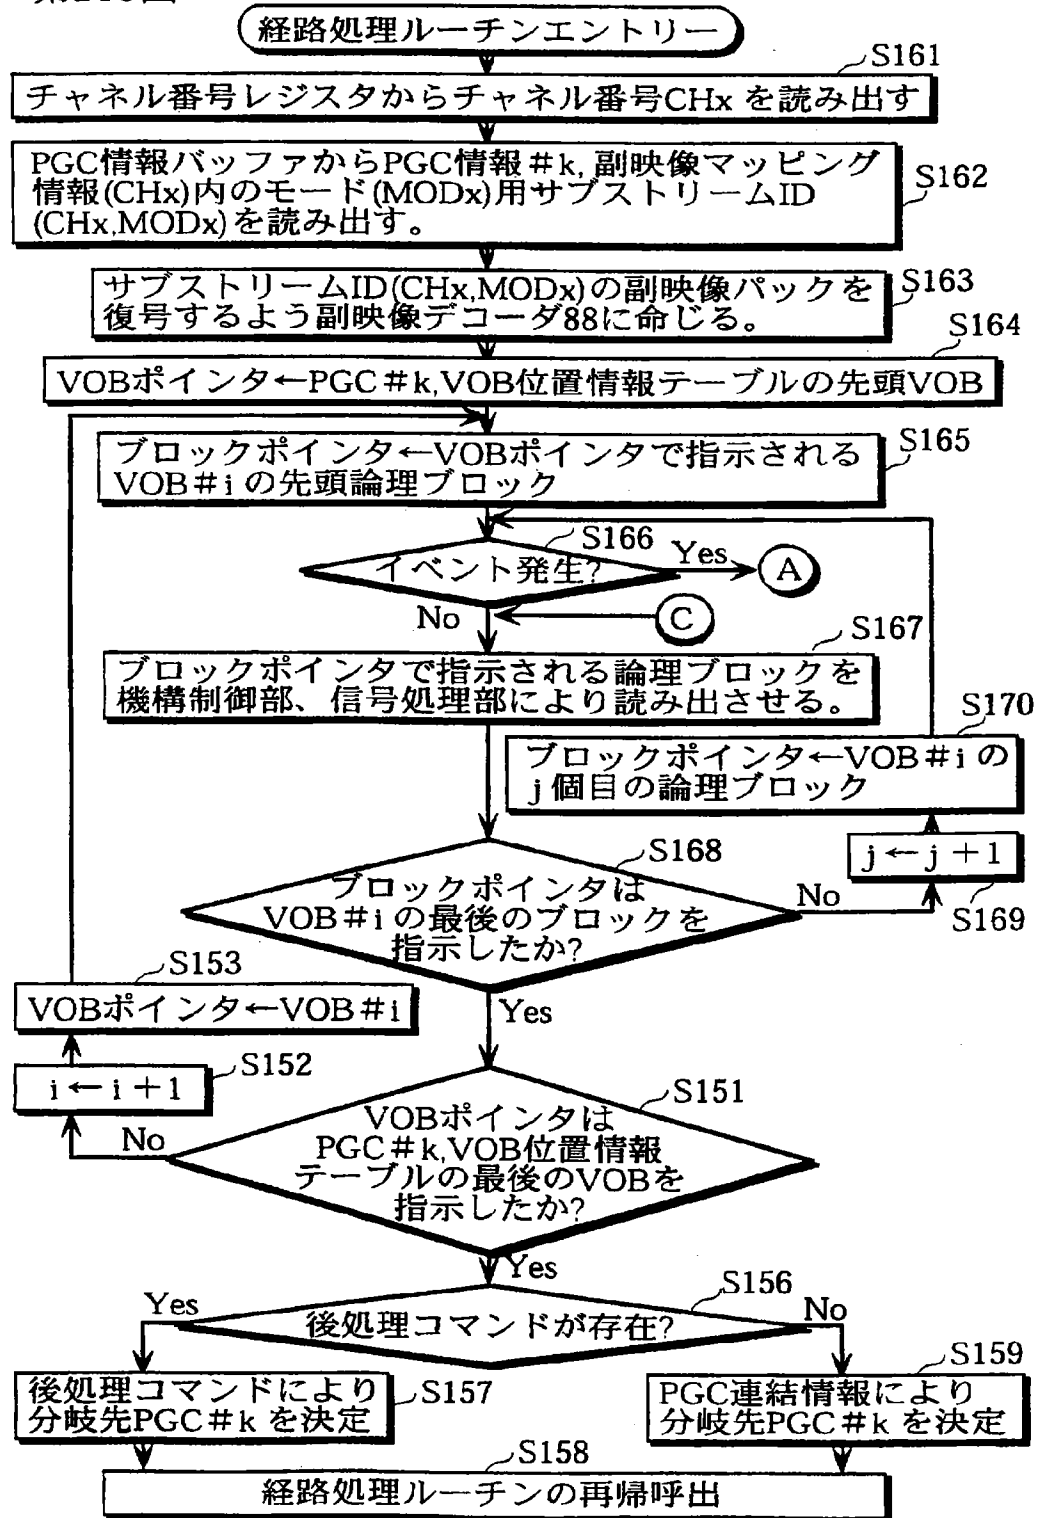 経路処理ルーチンエントリー
S161
チャネル番号レジスタからチャネル番号CHxを読み出す
PGC情報バッファからPGC情報#k,副映像マッピング
情報(CHx)内のモード(MODx)用サブストリームID
(CHx,MODx)を読み出す。
S162
サブストリームID(CHx,MODx)の副映像パックを
復号するよう副映像デコーダ88に命じる。
S163
S164
VOBポインタ←PGC#k,VOB位置情報テーブルの先頭VOB
ブロックポインタ←VOBポインタで指示される
VOB#iの先頭論理ブロック
S165
S166
イベント発生?
Yes
A
No
C
S167
ブロックポインタで指示される論理ブロックを
機構制御部、信号処理部により読み出させる。
S170
ブロックポインタ←VOB#iの
j個目の論理ブロック
j←j+1
S169
S168
ブロックポインタは
VOB#iの最後のブロックを
指示したか?
No
Yes
S153
VOBポインタ←VOB#i
S152
i←i+1
No
S151
VOBポインタは
PGC#k,VOB位置情報
テーブルの最後のVOBを
指示したか?
Yes
S156
後処理コマンドが存在?
Yes
No
後処理コマンドにより
分岐先PGC#kを決定
S157
S159
PGC連結情報により
分岐先PGC#kを決定
S158
経路処理ルーチンの再帰呼出